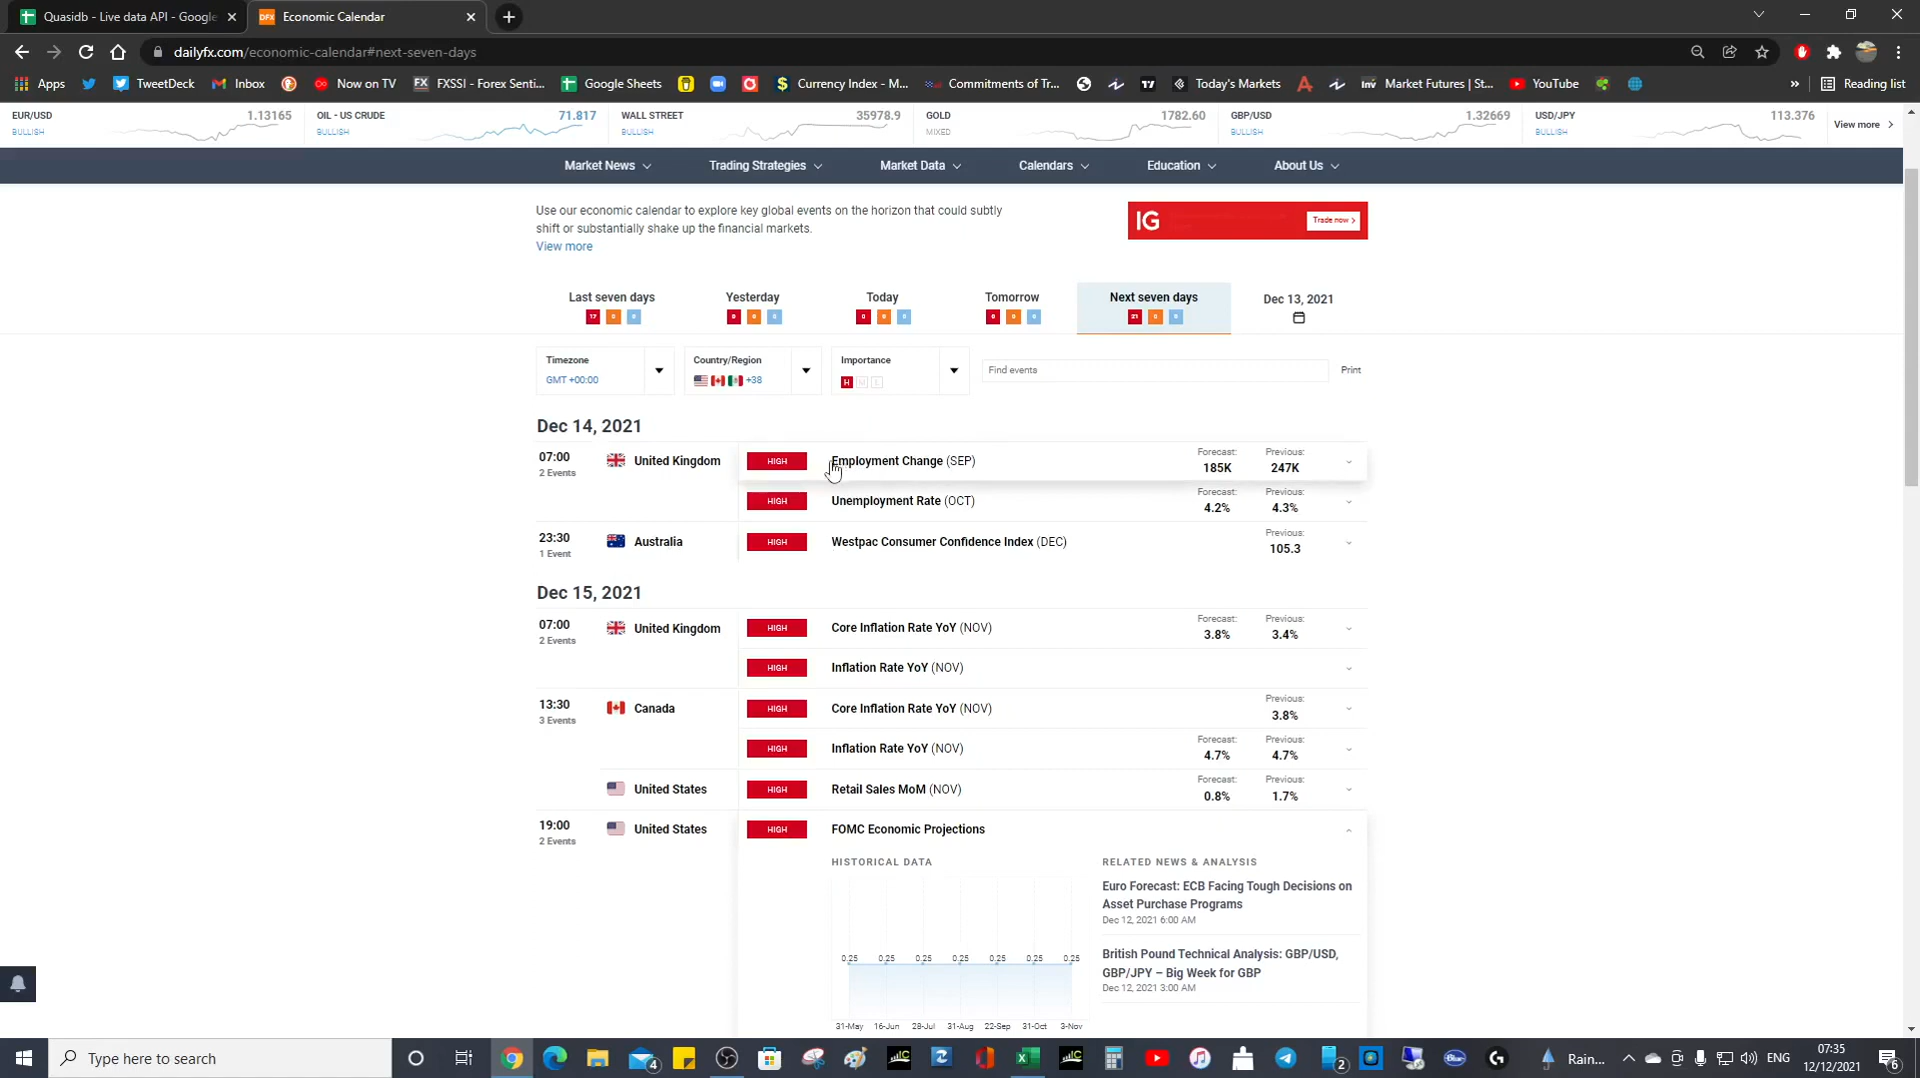 Quasidb - Live data API - Google
DFX Economic Calendar
dailyfx.com/economic-calendar#next-seven-days
Apps TweetDeck Inbox Now on TV FXSSI - Forex Senti... Google Sheets Currency Index - M... Commitments of Tr... Today's Markets Market Futures | St... YouTube » Reading list
EUR/USD 1.13165 OIL - US CRUDE 71.817 WALL STREET 35978.9 GOLD 1782.60 GBP/USD 1.32669 USD/JPY 113.376 View more
BULLISH BULLISH BULLISH MIXED BULLISH BULLISH
Market News Trading Strategies Market Data Calendars Education About Us
Use our economic calendar to explore key global events on the horizon that could subtly
shift or substantially shake up the financial markets.
View more
IG Trade now >
Last seven days Yesterday Today Tomorrow Next seven days Dec 13, 2021
Timezone Country/Region Importance
GMT +00:00 +38 H M L Find events Print
Dec 14, 2021
07:00 United Kingdom HIGH Employment Change (SEP) Forecast: 185K Previous: 247K
2 Events
HIGH Unemployment Rate (OCT) Forecast: 4.2% Previous: 4.3%
23:30 Australia HIGH Westpac Consumer Confidence Index (DEC) Previous: 105.3
1 Event
Dec 15, 2021
07:00 United Kingdom HIGH Core Inflation Rate YoY (NOV) Forecast: 3.8% Previous: 3.4%
2 Events
HIGH Inflation Rate YoY (NOV)
13:30 Canada HIGH Core Inflation Rate YoY (NOV) Previous: 3.8%
3 Events
HIGH Inflation Rate YoY (NOV) Forecast: 4.7% Previous: 4.7%
United States HIGH Retail Sales MoM (NOV) Forecast: 0.8% Previous: 1.7%
19:00 United States HIGH FOMC Economic Projections
2 Events
HISTORICAL DATA RELATED NEWS & ANALYSIS
Euro Forecast: ECB Facing Tough Decisions on
Asset Purchase Programs
Dec 12, 2021 6:00 AM
British Pound Technical Analysis: GBP/USD,
GBP/JPY – Big Week for GBP
Dec 12, 2021 3:00 AM
0.25 0.25 0.25 0.25 0.25 0.25 0.25
31-May 16-Jun 28-Jul 31-Aug 22-Sep 31-Oct 3-Nov
Type here to search Rain... ENG 07:35
12/12/2021